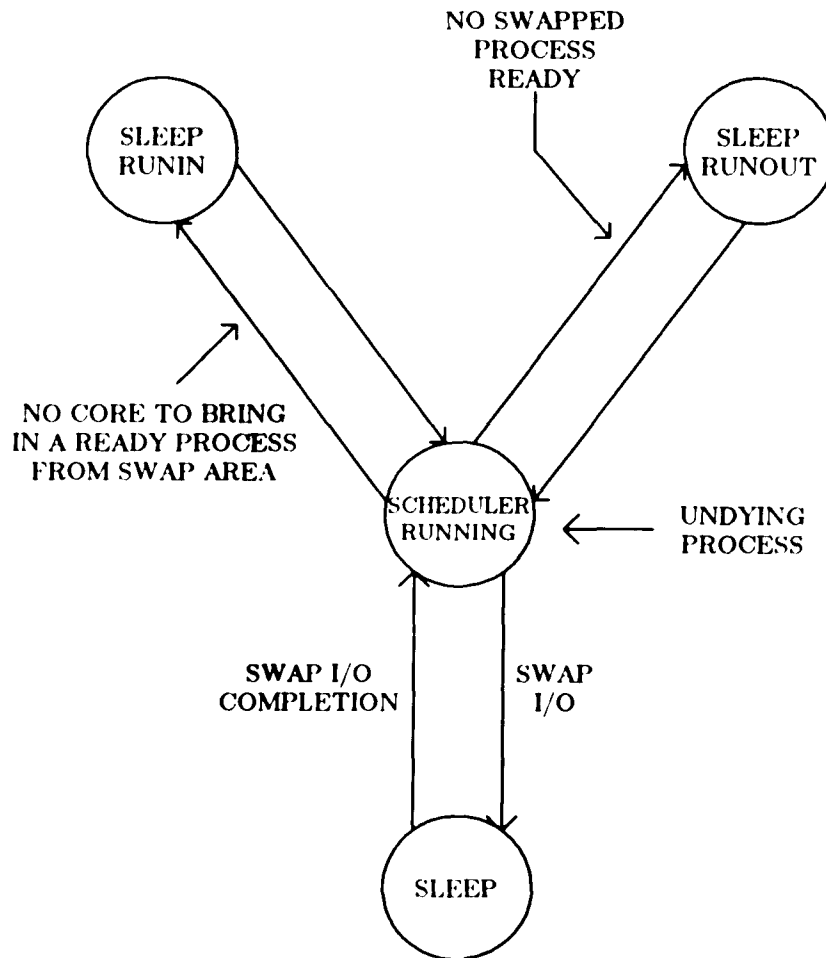 NO SWAPPED
PROCESS
READY
SLEEP
RUNIN
SLEEP
RUNOUT
NO CORE TO BRING
IN A READY PROCESS
FROM SWAP AREA
SCHEDULER
RUNNING
UNDYING
PROCESS
SWAP I/O
COMPLETION
SWAP
I/O
SLEEP